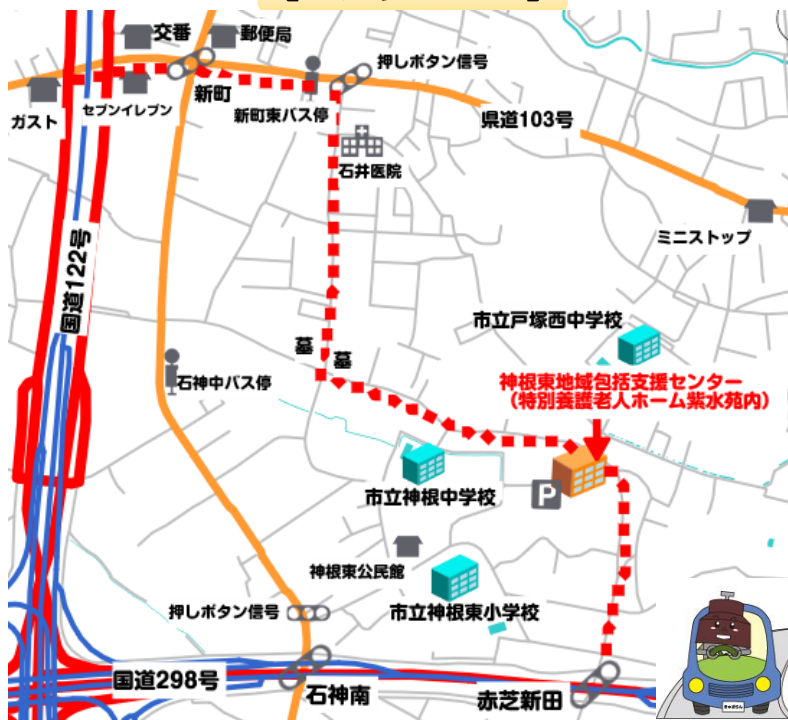 交番
郵便局
押しボタン信号
新町
セブンイレブン
ガスト
新町東バス停
県道103号
石井医院
ミニストップ
国道122号
市立戸塚西中学校
墓
墓
石神中バス停
神根東地域包括支援センター
（特別養護老人ホーム紫水苑内）
市立神根中学校
P
神根東公民館
市立神根東小学校
押しボタン信号
国道298号
石神南
赤芝新田